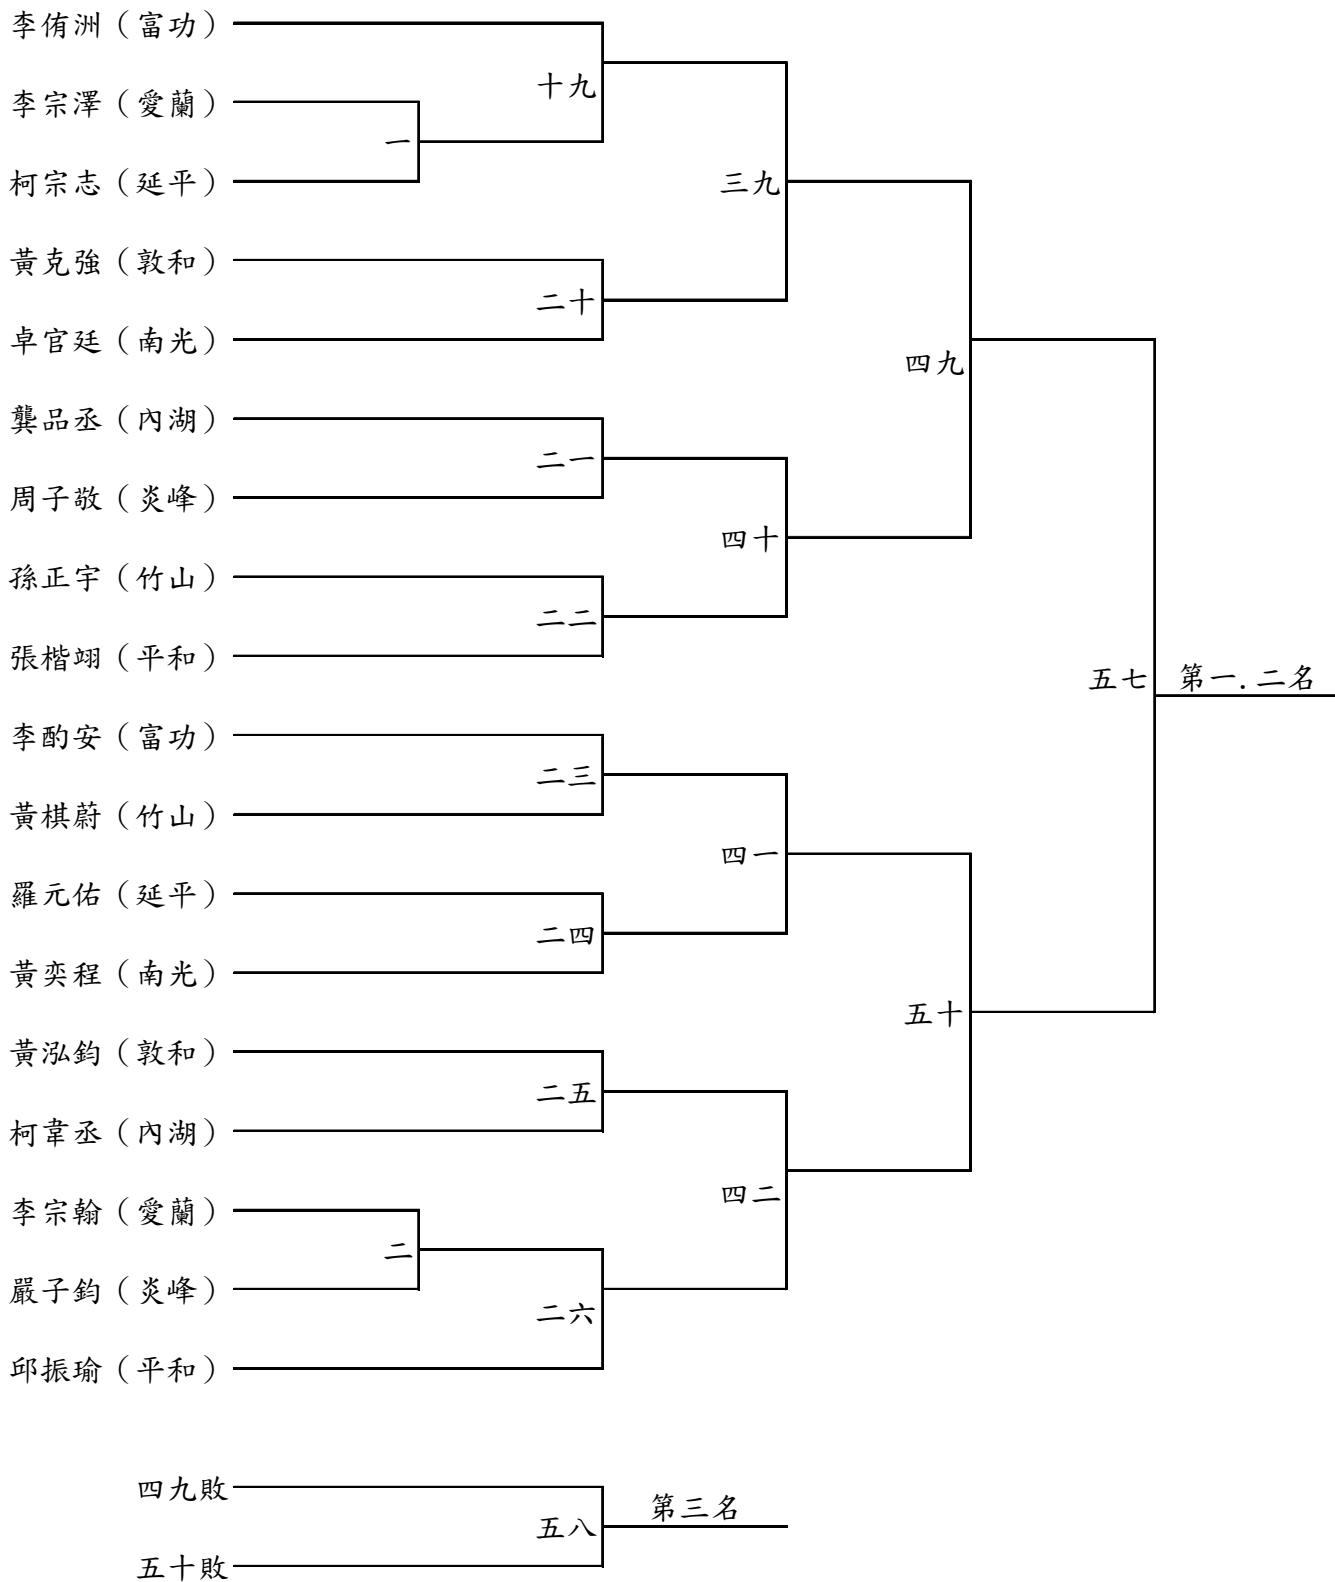 李侑洲（富功）
十九
李宗澤（愛蘭）
一
柯宗志（延平）
三九
黃克強（敦和）
二十
卓官廷（南光）
四九
龔品丞（內湖）
二一
周子敬（炎峰）
四十
孫正宇（竹山）
二二
張楷翊（平和）
五七 第一.二名
李酌安（富功）
二三
黃棋蔚（竹山）
四一
羅元佑（延平）
二四
黃奕程（南光）
五十
黃泓鈞（敦和）
二五
柯韋丞（內湖）
四二
李宗翰（愛蘭）
二
嚴子鈞（炎峰）
二六
邱振瑜（平和）
四九敗
五八 第三名
五十敗